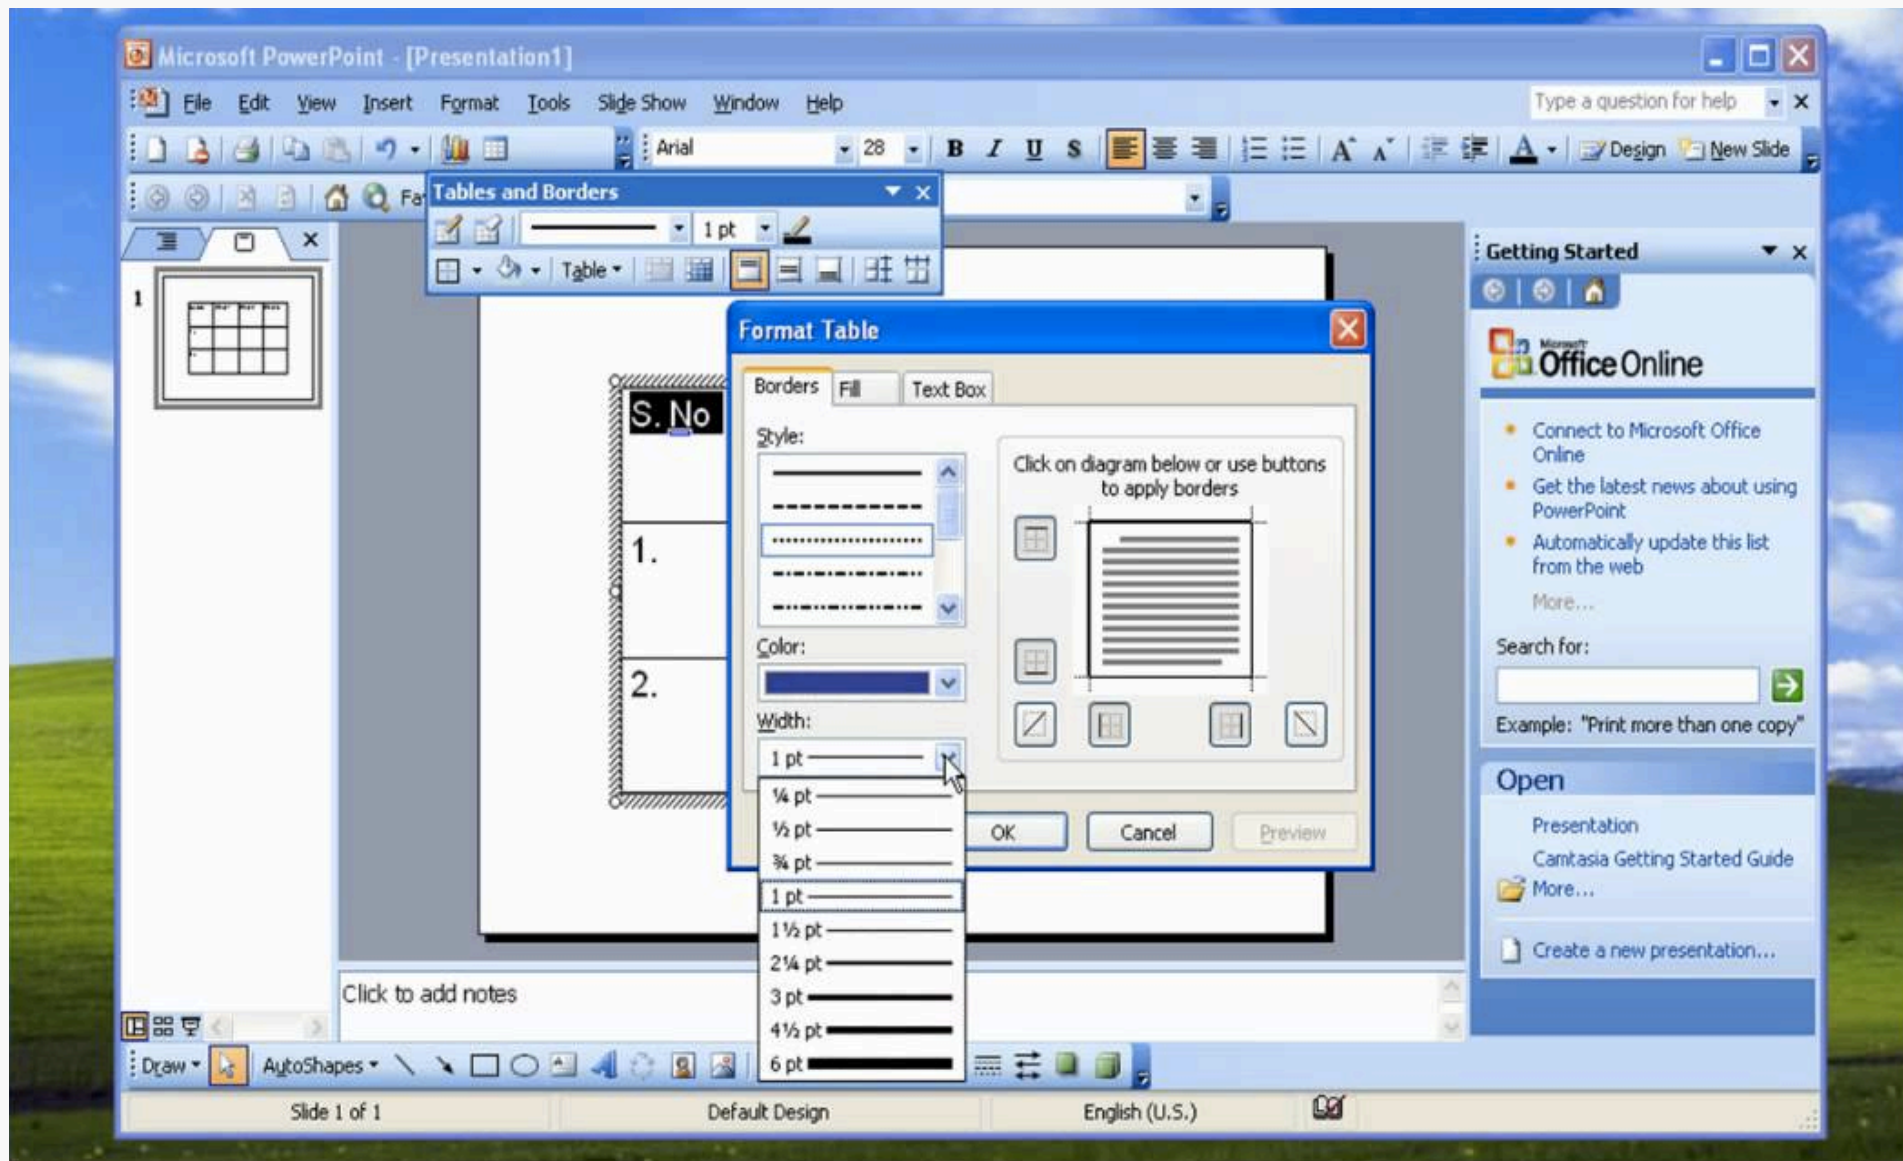 Microsoft PowerPoint - [Presentation1]
File Edit View Insert Format Tools Slide Show Window Help
Type a question for help
Arial 28 B I U S A A A Design New Slide
Fa
Tables and Borders
1 pt
Table
1
Getting Started
Microsoft
Office Online
Connect to Microsoft Office
Online
Get the latest news about using
PowerPoint
Automatically update this list
from the web
More...
Search for:
Example: "Print more than one copy"
Open
Presentation
Camtasia Getting Started Guide
More...
Create a new presentation...
S. No
1.
2.
Format Table
Borders Fill Text Box
Style:
Color:
Width:
1 pt
¼ pt
½ pt
¾ pt
1 pt
1½ pt
2¼ pt
3 pt
4½ pt
6 pt
Click on diagram below or use buttons
to apply borders
OK Cancel Preview
Click to add notes
Draw AutoShapes
Slide 1 of 1 Default Design English (U.S.)